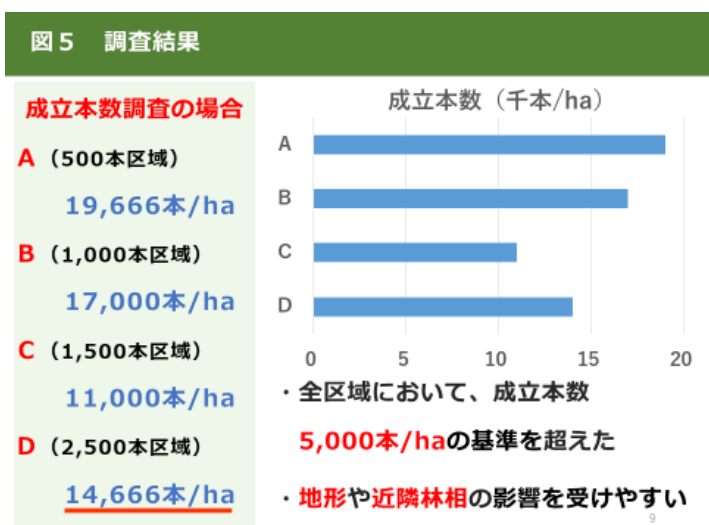 図５　調査結果
成立本数調査の場合
A（500本区域）
19,666本/ha
B（1,000本区域）
17,000本/ha
C（1,500本区域）
11,000本/ha
D（2,500本区域）
14,666本/ha
成立本数（千本/ha）
A
B
C
D
0 5 10 15 20
・全区域において、成立本数
5,000本/haの基準を超えた
・地形や近隣林相の影響を受けやすい
9